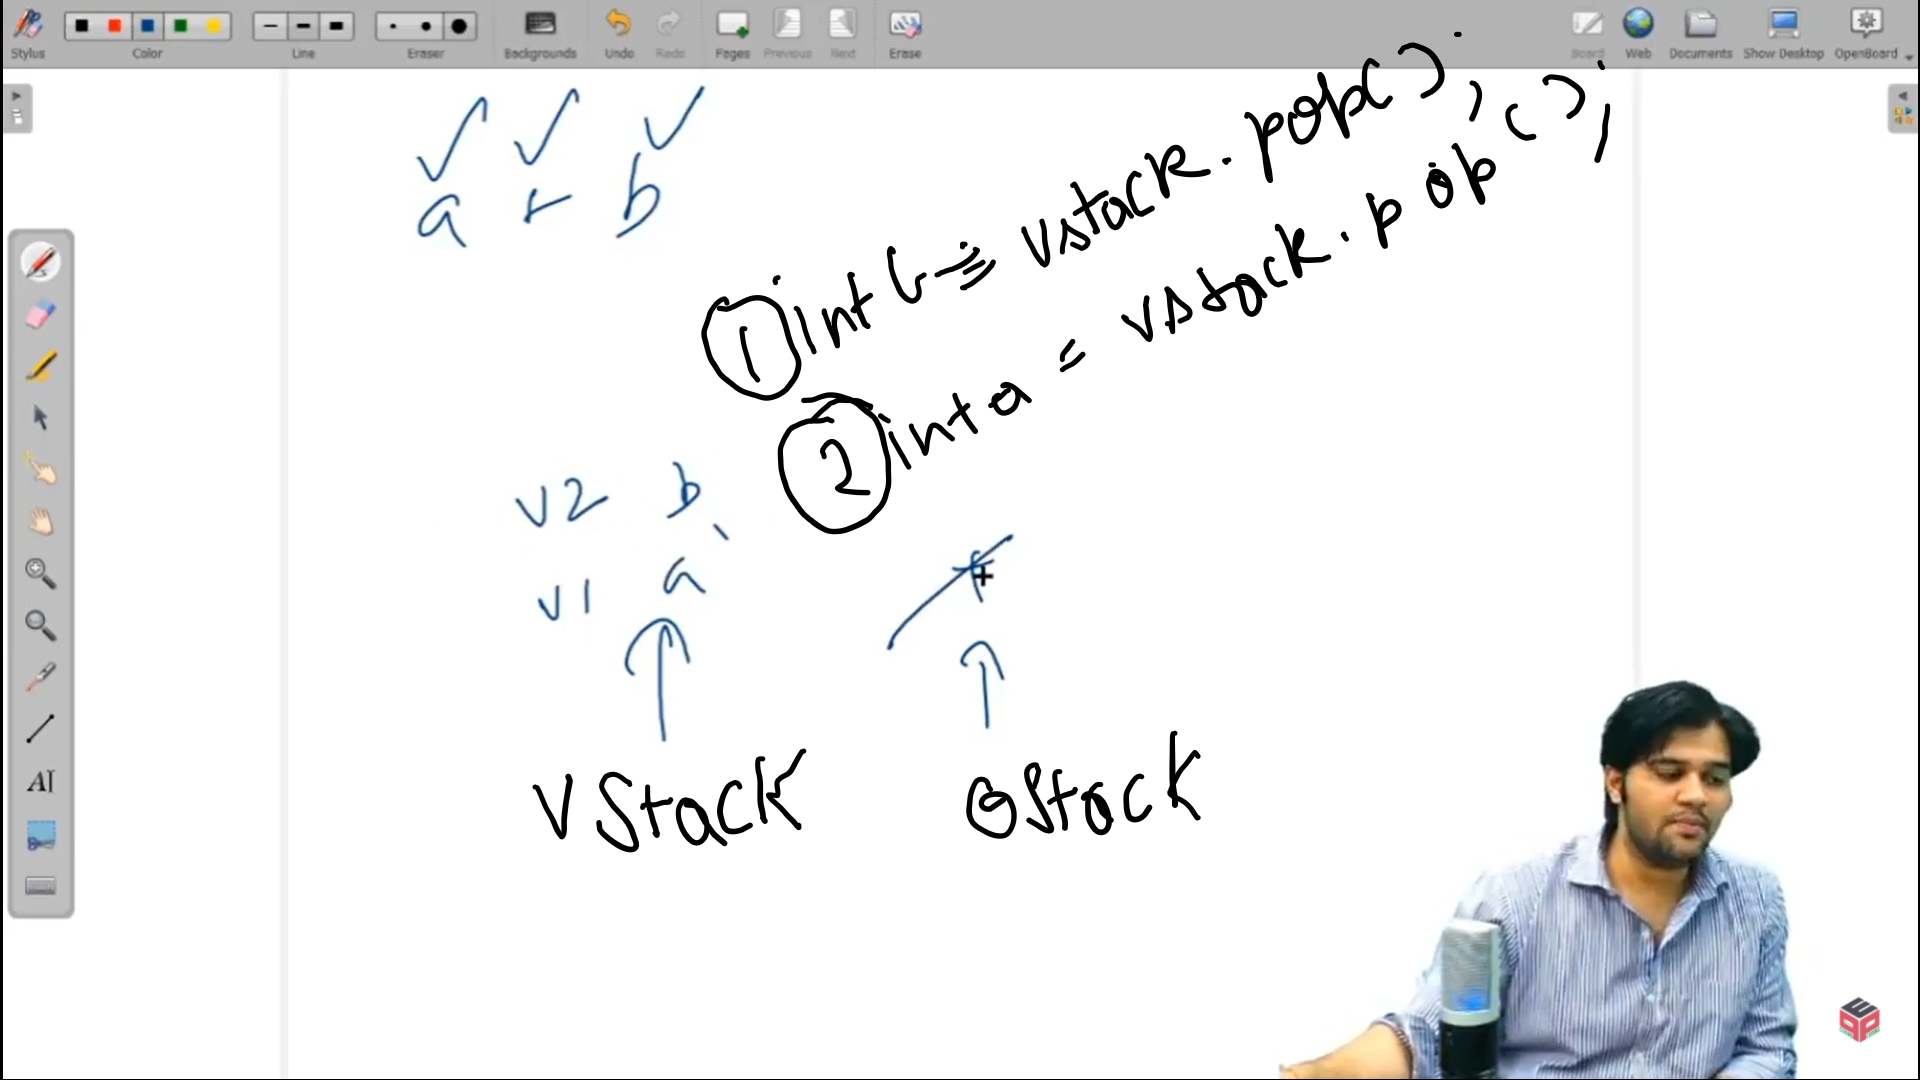 Stylus
Color
Line
Eraser
Backgrounds
Undo
Redo
Pages
Previous
Next
Erase
Board
Web
Documents
Show Desktop
OpenBoard
a + b
① int b = vstack.pop();
② int a = vstack.pop();
v2 b
v1 a
+
AI
VStack
OStack